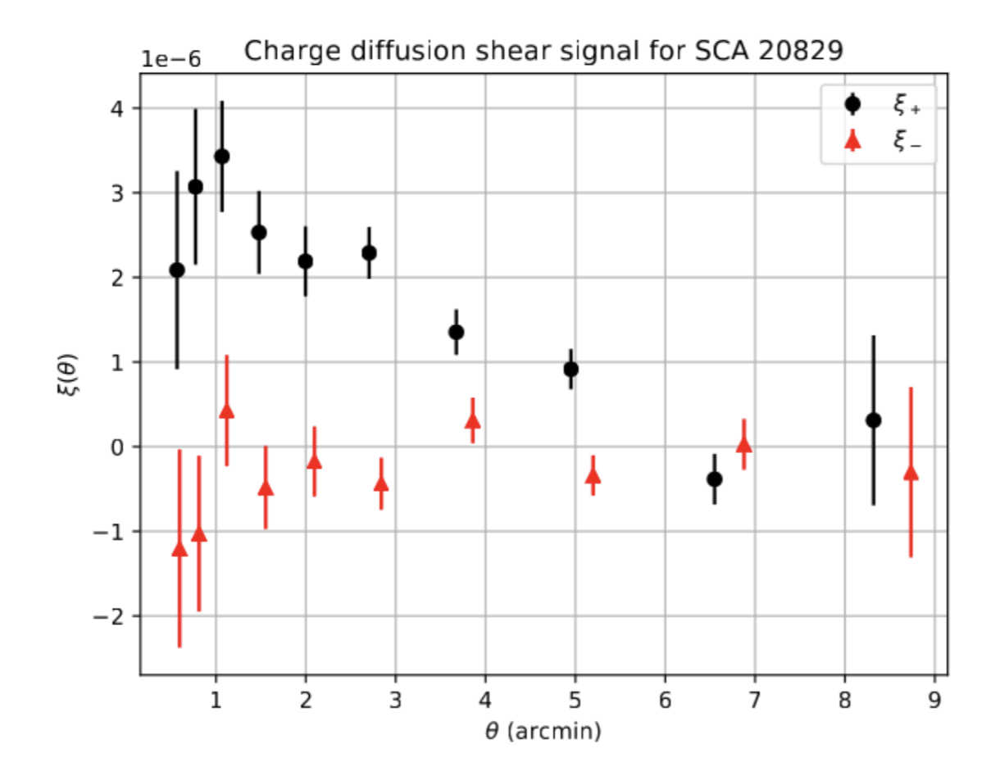 Charge diffusion shear signal for SCA 20829
1e−6
ξ+
ξ−
4
3
2
1
0
−1
−2
ξ(θ)
1 2 3 4 5 6 7 8 9
θ (arcmin)